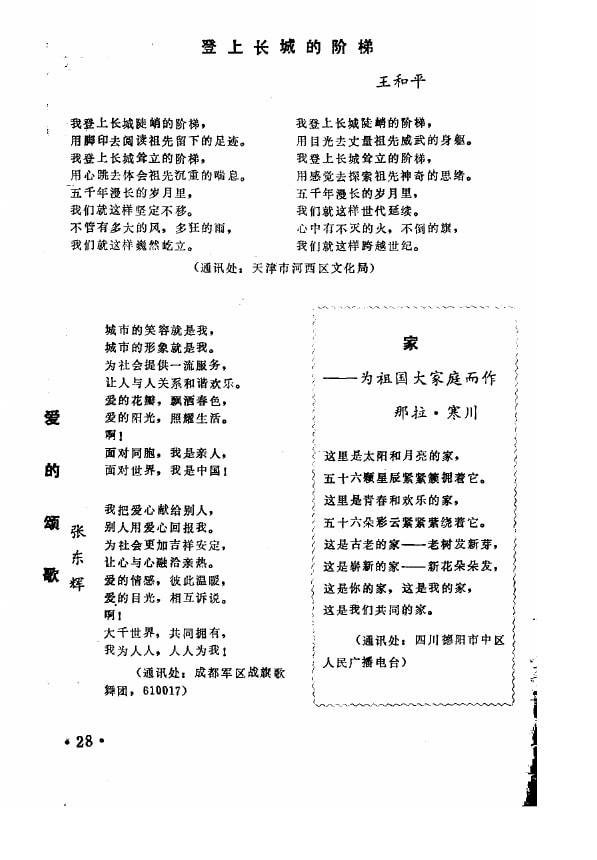 登上长城的阶梯
王和平
我登上长城陡峭的阶梯，
用脚印去阅读祖先留下的足迹。
我登上长城耸立的阶梯，
用心跳去体会祖先沉重的喘息。
五千年漫长的岁月里，
我们就这样坚定不移。
不管有多大的风，多狂的雨，
我们就这样巍然屹立。
我登上长城陡峭的阶梯，
用目光去丈量祖先威武的身躯。
我登上长城耸立的阶梯，
用感觉去探索祖先神奇的思绪。
五千年漫长的岁月里，
我们就这样世代延续。
心中有不灭的火，不倒的旗，
我们就这样跨越世纪。
（通讯处：天津市河西区文化局）
爱的颂歌
张东辉
城市的笑容就是我，
城市的形象就是我。
为社会提供一流服务，
让人与人关系和谐欢乐。
爱的花瓣，飘洒春色，
爱的阳光，照耀生活。
啊！
面对同胞，我是亲人，
面对世界，我是中国！
我把爱心献给别人，
别人用爱心回报我。
为社会更加吉祥安定，
让心与心融洽亲热。
爱的情感，彼此温暖，
爱的目光，相互诉说。
啊！
大千世界，共同拥有，
我为人人，人人为我！
（通讯处：成都军区战旗歌
舞团，610017）
家
——为祖国大家庭而作
那拉·寒川
这里是太阳和月亮的家，
五十六颗星辰紧紧簇拥着它。
这里是青春和欢乐的家，
五十六朵彩云紧紧萦绕着它。
这是古老的家——老树发新芽，
这是崭新的家——新花朵朵发，
这是你的家，这是我的家，
这是我们共同的家。
（通讯处：四川德阳市中区
人民广播电台）
·28·